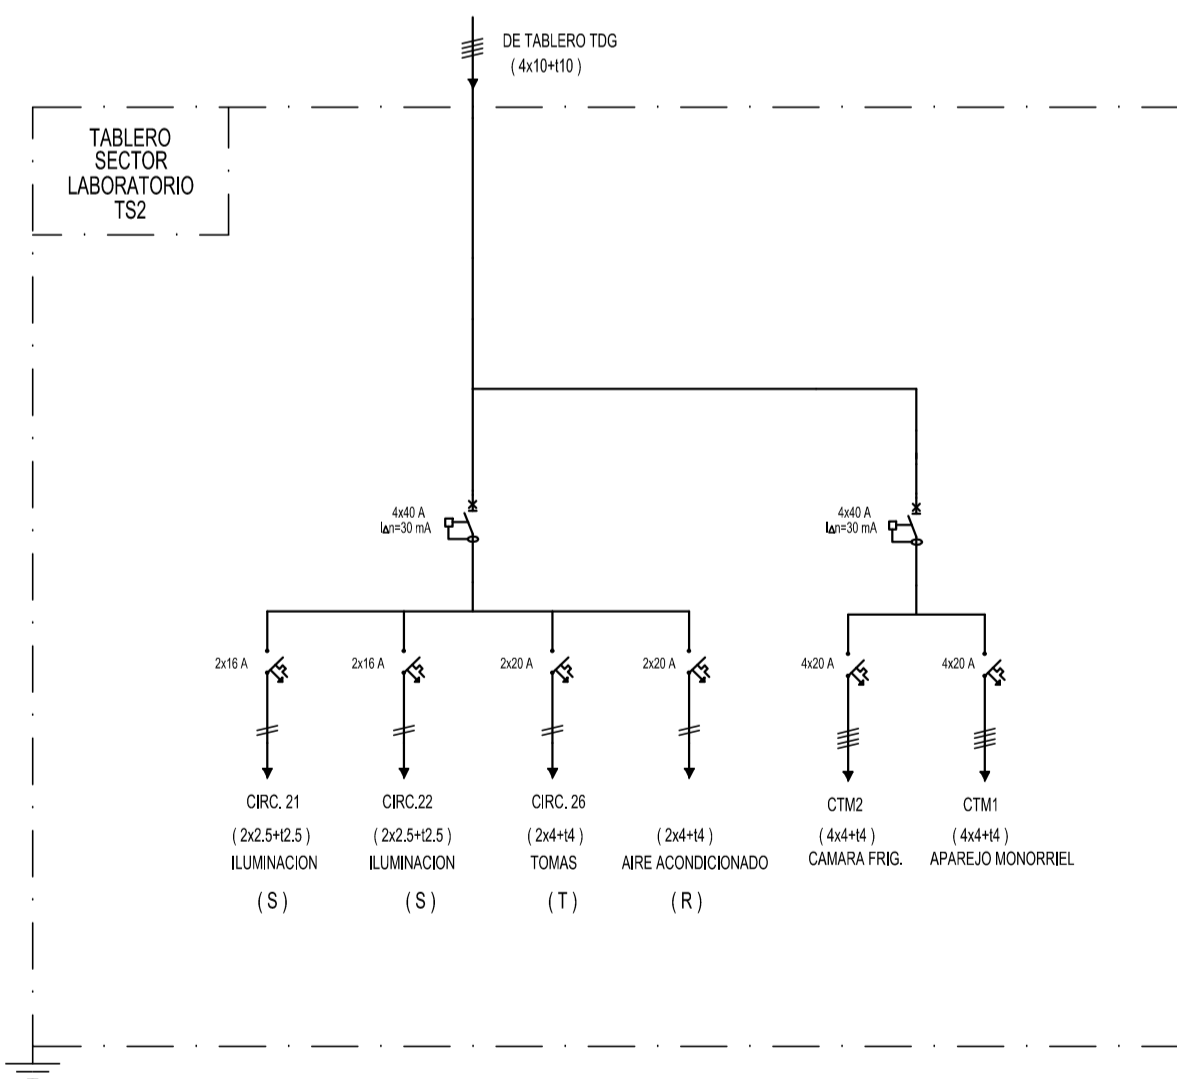 DE TABLERO TDG
( 4x10+t10 )
TABLERO
SECTOR
LABORATORIO
TS2
4x40 A
I∆n=30 mA
4x40 A
I∆n=30 mA
2x16 A
2x16 A
2x20 A
2x20 A
4x20 A
4x20 A
CIRC. 21
( 2x2.5+t2.5 )
ILUMINACION
( S )
CIRC.22
( 2x2.5+t2.5 )
ILUMINACION
( S )
CIRC. 26
( 2x4+t4 )
TOMAS
( T )
( 2x4+t4 )
AIRE ACONDICIONADO
( R )
CTM2
( 4x4+t4 )
CAMARA FRIG.
CTM1
( 4x4+t4 )
APAREJO MONORRIEL